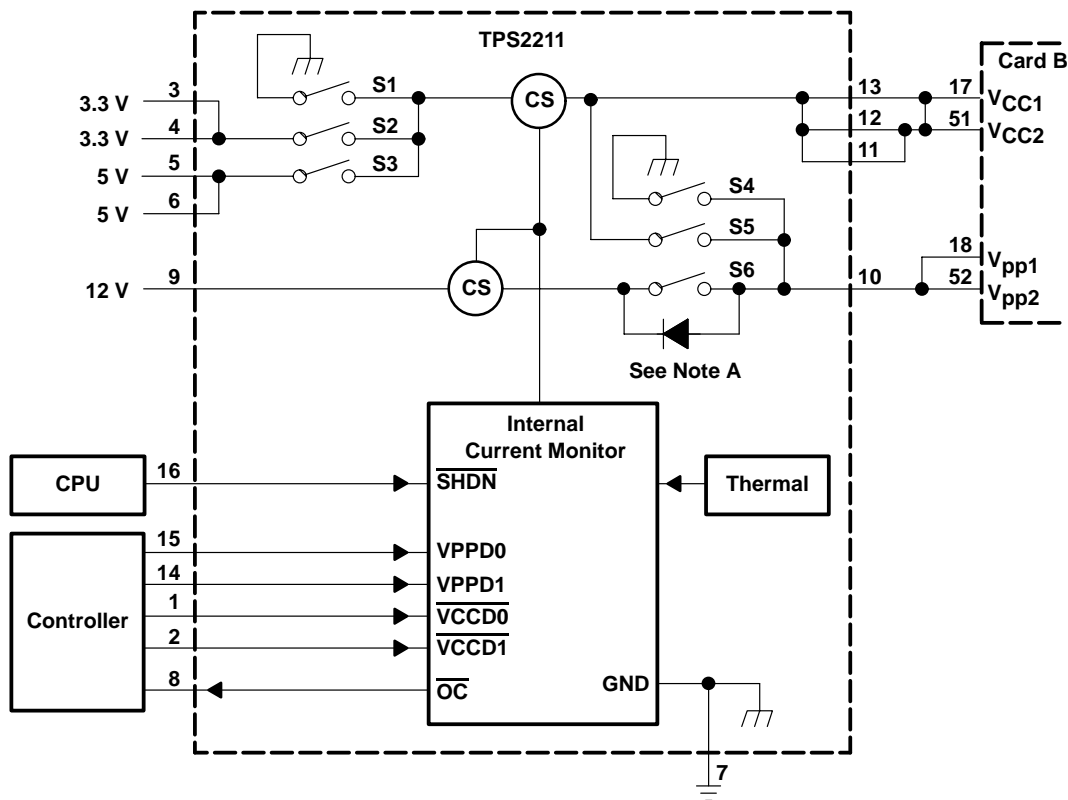 TPS2211
Card B
3.3 V 3
3.3 V 4
5 V 5
5 V 6
12 V 9
S1
S2
S3
CS
CS
S4
S5
S6
See Note A
13
12
11
10
17 VCC1
51 VCC2
18 Vpp1
52 Vpp2
Internal
Current Monitor
CPU
16
SHDN
Thermal
Controller
15
VPPD0
14
VPPD1
1
VCCD0
2
VCCD1
8
OC
GND
7